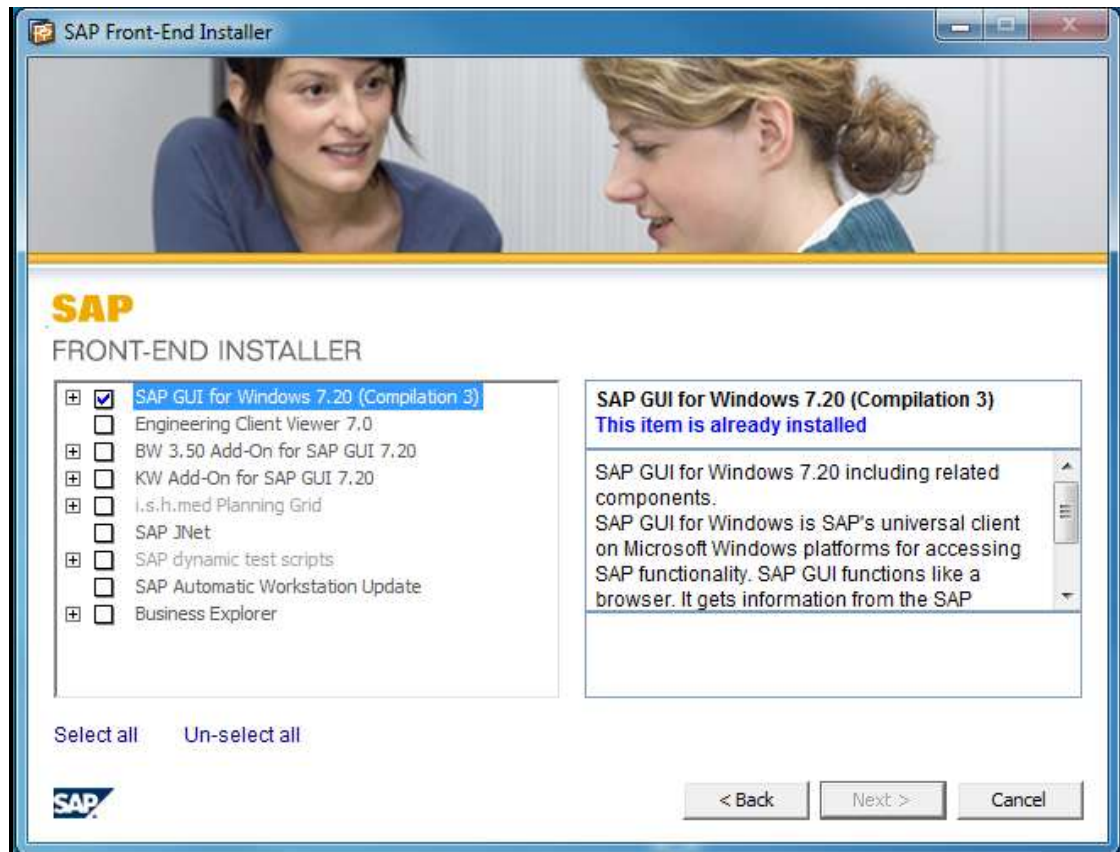 SAP Front-End Installer
SAP
FRONT-END INSTALLER
SAP GUI for Windows 7.20 (Compilation 3)
Engineering Client Viewer 7.0
BW 3.50 Add-On for SAP GUI 7.20
KW Add-On for SAP GUI 7.20
i.s.h.med Planning Grid
SAP JNet
SAP dynamic test scripts
SAP Automatic Workstation Update
Business Explorer
SAP GUI for Windows 7.20 (Compilation 3)
This item is already installed
SAP GUI for Windows 7.20 including related
components.
SAP GUI for Windows is SAP's universal client
on Microsoft Windows platforms for accessing
SAP functionality. SAP GUI functions like a
browser. It gets information from the SAP
Select all Un-select all
SAP
< Back Next > Cancel